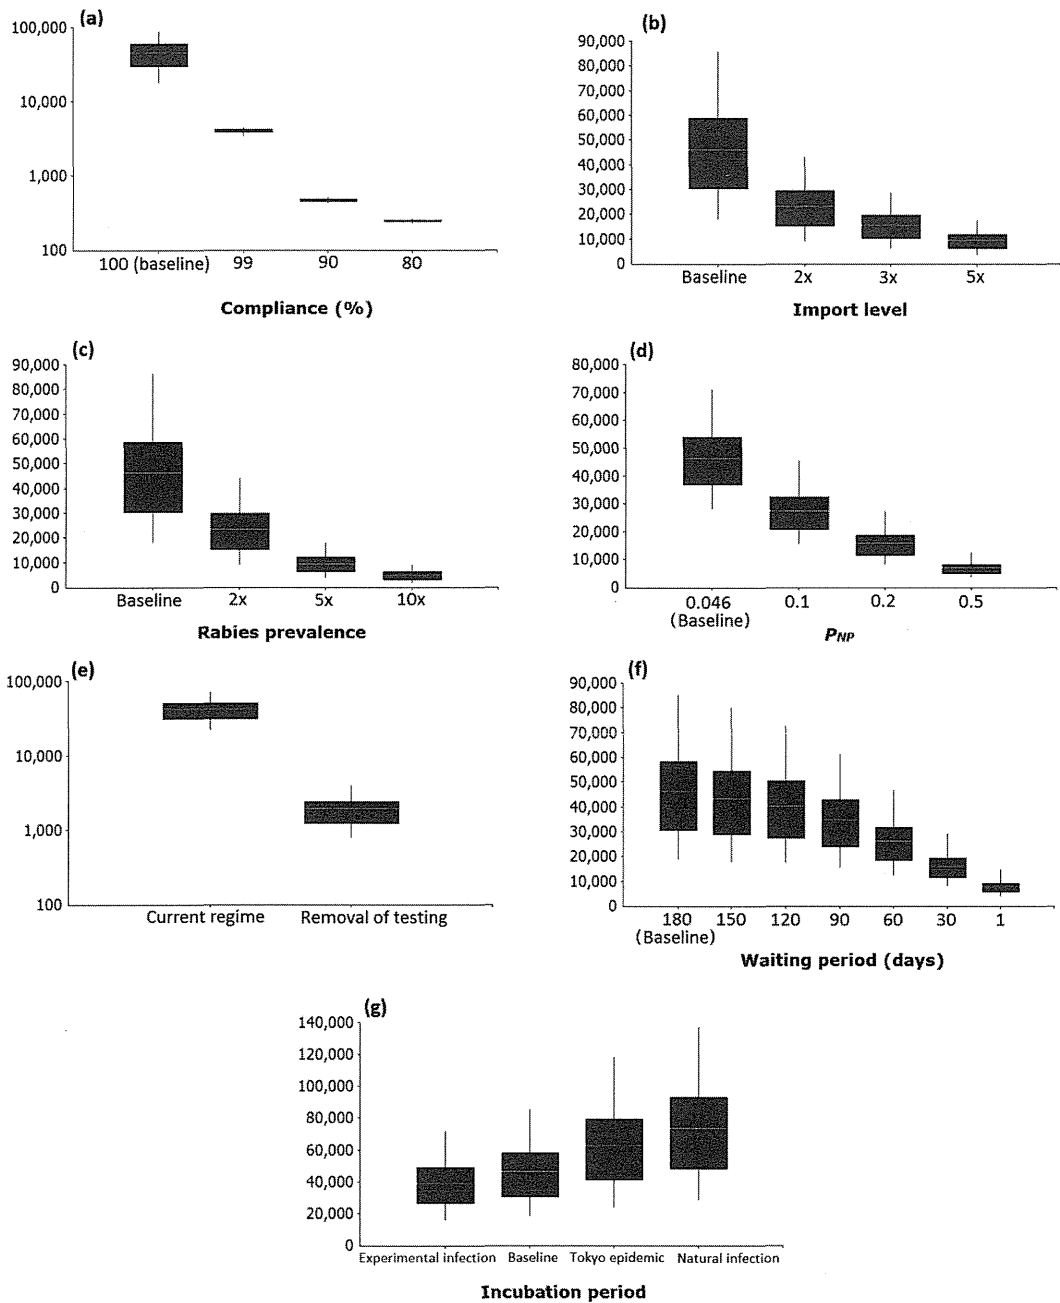 (a)
100,000
10,000
1,000
100
100 (baseline) 99 90 80
Compliance (%)
(b)
90,000
80,000
70,000
60,000
50,000
40,000
30,000
20,000
10,000
0
Baseline 2x 3x 5x
Import level
(c)
90,000
80,000
70,000
60,000
50,000
40,000
30,000
20,000
10,000
0
Baseline 2x 5x 10x
Rabies prevalence
(d)
80,000
70,000
60,000
50,000
40,000
30,000
20,000
10,000
0
0.046 0.1 0.2 0.5
(Baseline)
PNP
(e)
100,000
10,000
1,000
100
Current regime Removal of testing
(f)
90,000
80,000
70,000
60,000
50,000
40,000
30,000
20,000
10,000
0
180 150 120 90 60 30 1
(Baseline)
Waiting period (days)
(g)
140,000
120,000
100,000
80,000
60,000
40,000
20,000
0
Experimental infection Baseline Tokyo epidemic Natural infection
Incubation period